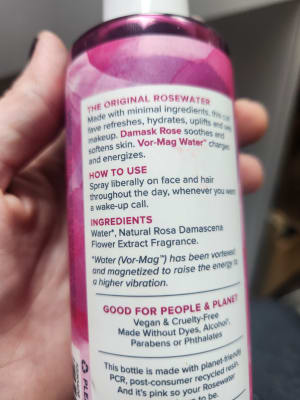 THE ORIGINAL ROSEWATER
Made with minimal ingredients, this cult
fave refreshes, hydrates, uplifts and sets
makeup. Damask Rose soothes and
softens skin. Vor-Mag Water™ charges
and energizes.
HOW TO USE
Spray liberally on face and hair
throughout the day, whenever you want
a wake-up call.
INGREDIENTS
Water*, Natural Rosa Damascena
Flower Extract Fragrance.
*Water (Vor-Mag™) has been vortexed
and magnetized to raise the energy to
a higher vibration.
GOOD FOR PEOPLE & PLANET
Vegan & Cruelty-Free
Made Without Dyes, Alcohol†,
Parabens or Phthalates
This bottle is made with planet-friendly
PCR, post-consumer recycled resin.
And it's pink so your Rosewater
to be.